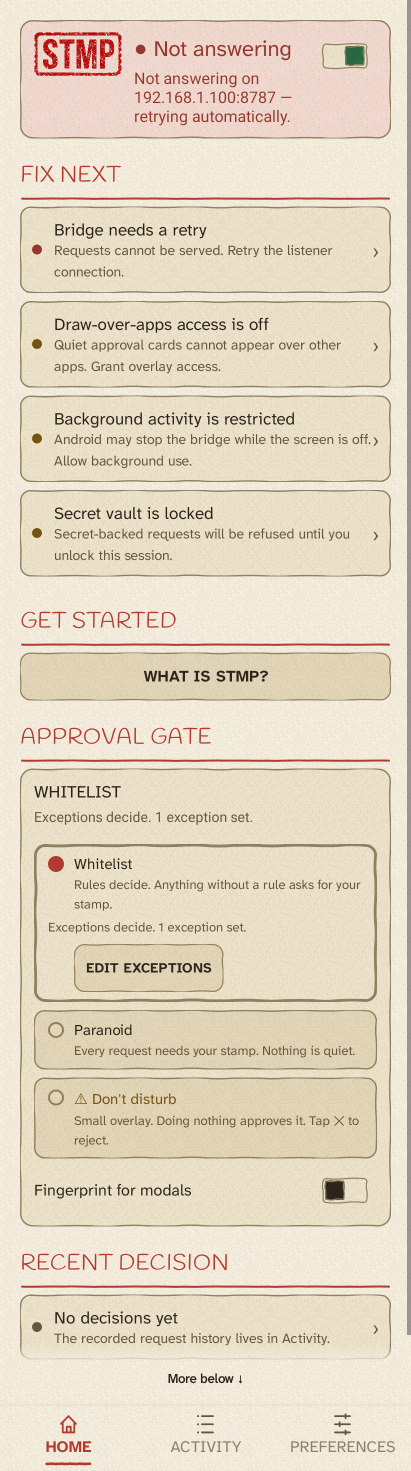 STMP
● Not answering
Not answering on
192.168.1.100:8787 —
retrying automatically.
FIX NEXT
Bridge needs a retry
Requests cannot be served. Retry the listener
connection.
›
Draw-over-apps access is off
Quiet approval cards cannot appear over other
apps. Grant overlay access.
›
Background activity is restricted
Android may stop the bridge while the screen is off.
Allow background use.
›
Secret vault is locked
Secret-backed requests will be refused until you
unlock this session.
›
GET STARTED
WHAT IS STMP?
APPROVAL GATE
WHITELIST
Exceptions decide. 1 exception set.
Whitelist
Rules decide. Anything without a rule asks for your
stamp.
Exceptions decide. 1 exception set.
EDIT EXCEPTIONS
Paranoid
Every request needs your stamp. Nothing is quiet.
⚠ Don't disturb
Small overlay. Doing nothing approves it. Tap ✕ to
reject.
Fingerprint for modals
RECENT DECISION
No decisions yet
The recorded request history lives in Activity.
›
More below ↓
HOME
ACTIVITY
PREFERENCES